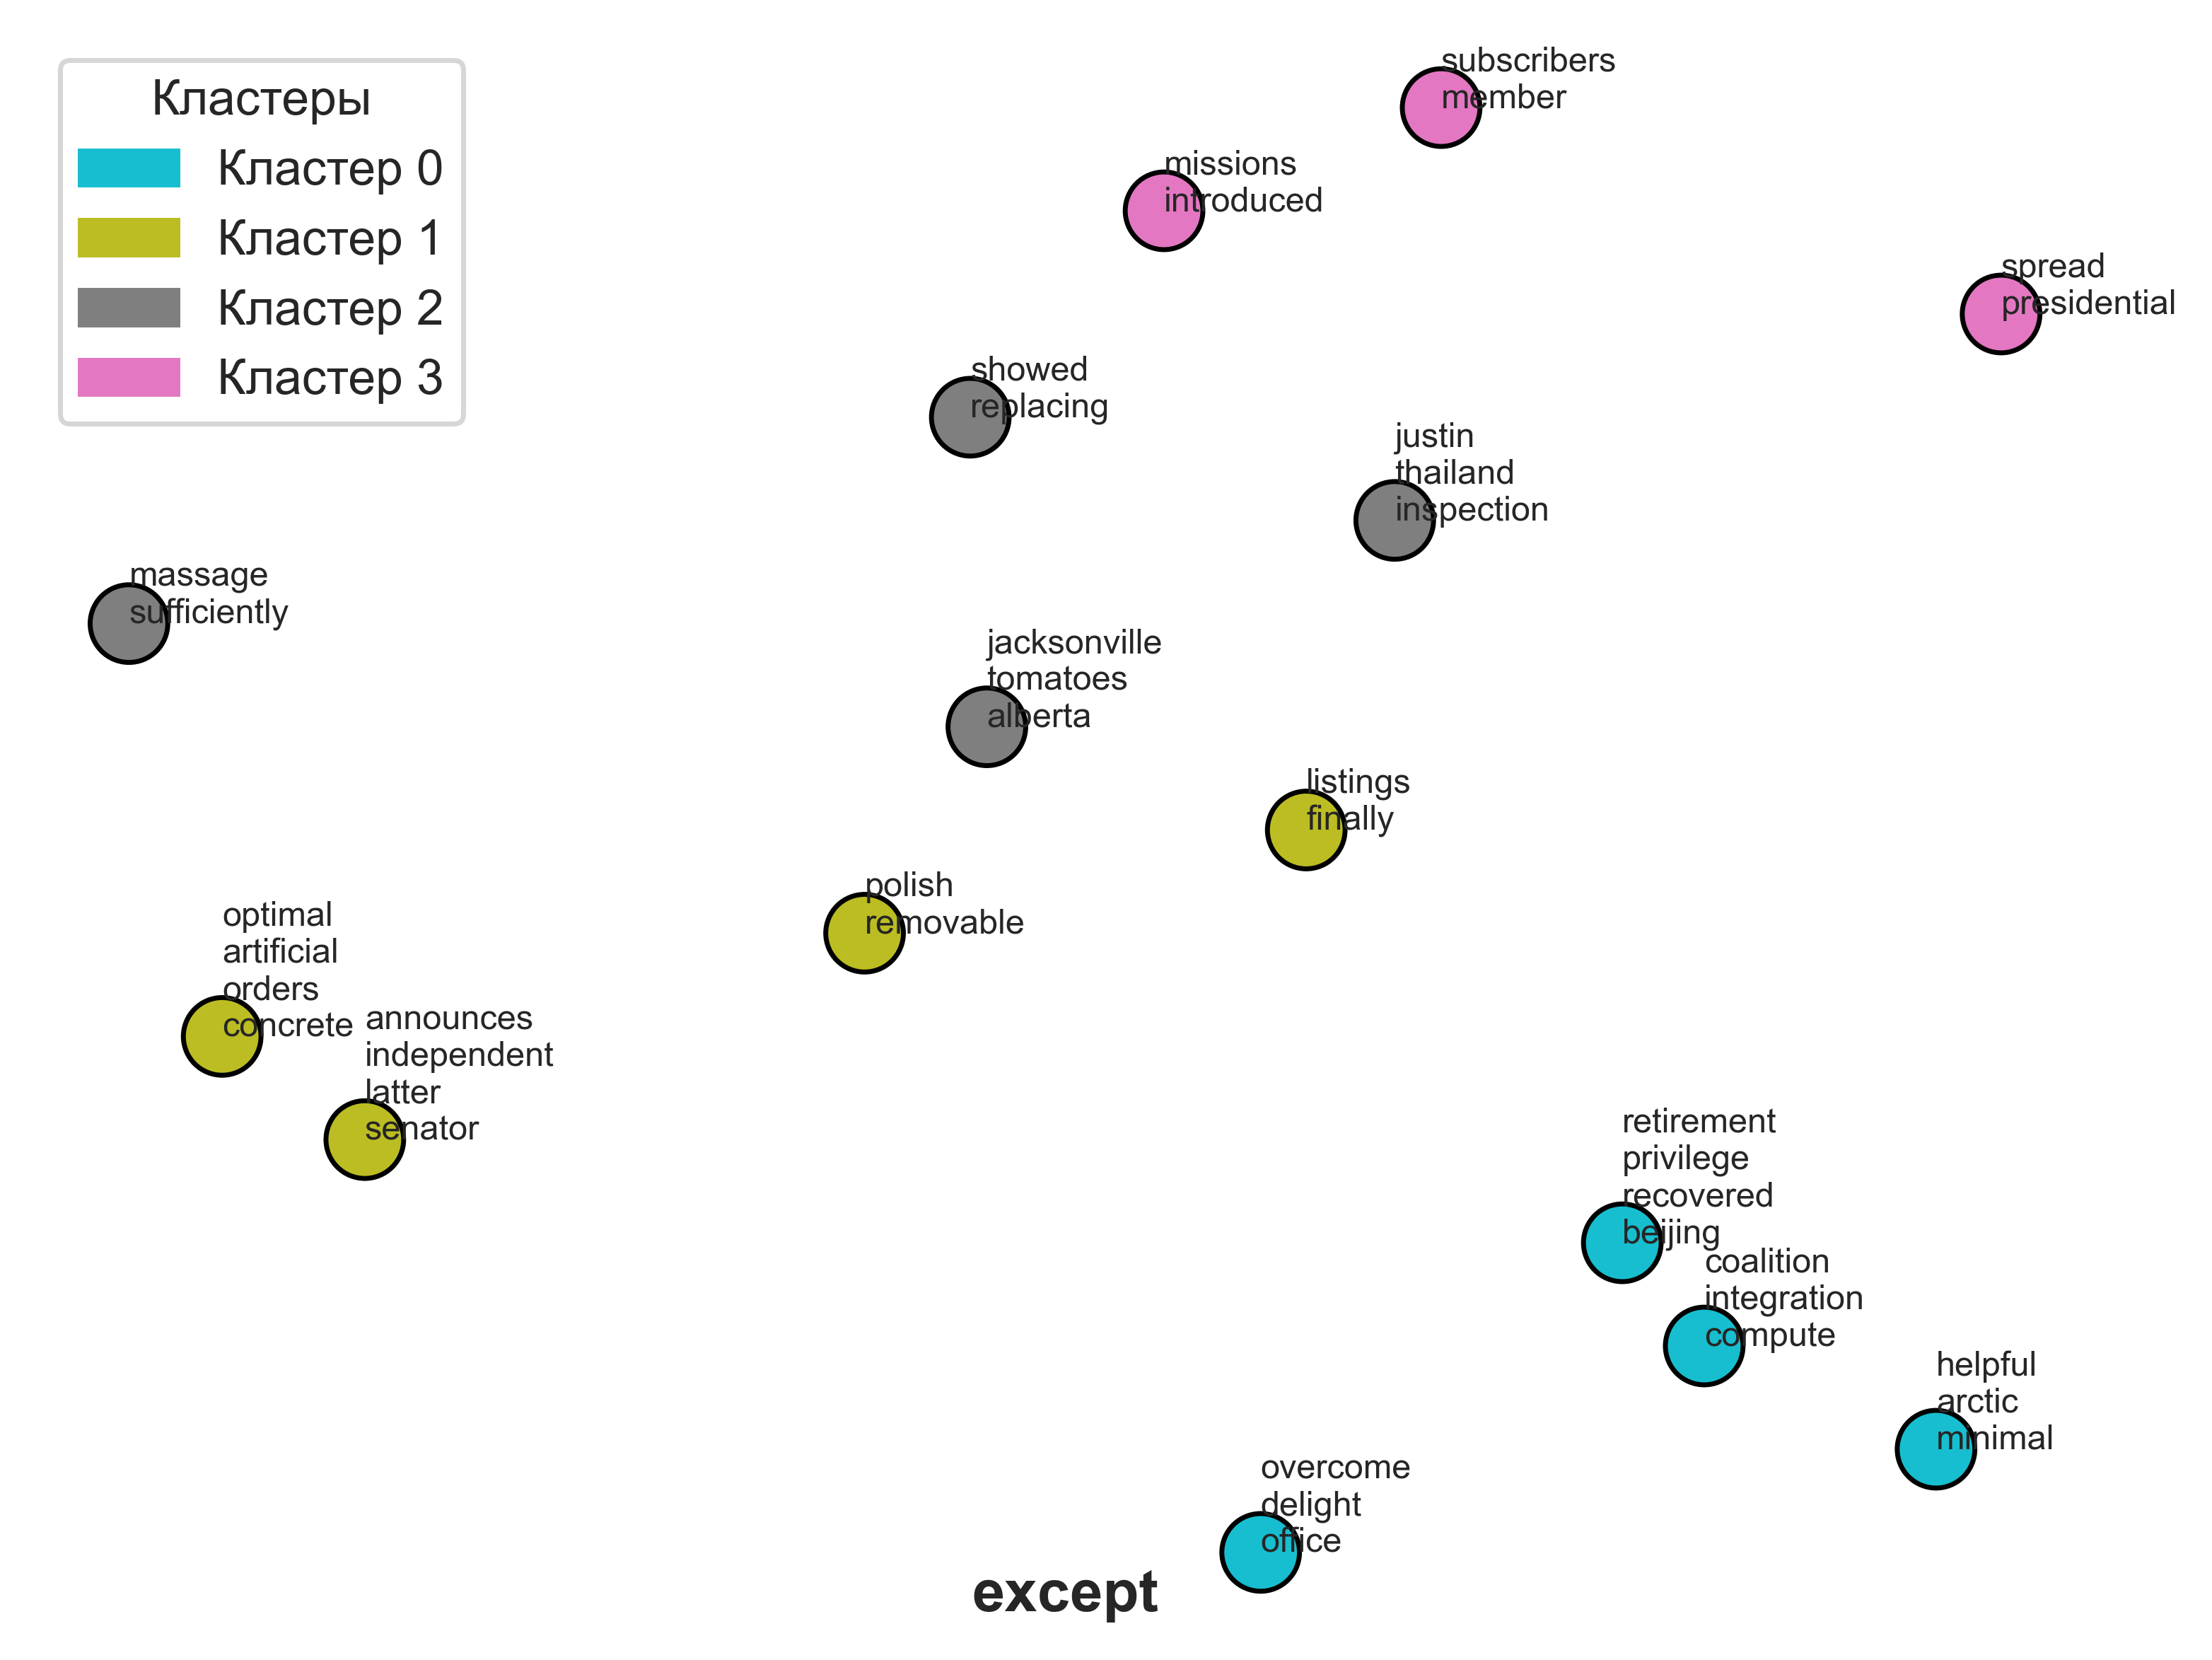 Кластеры
Кластер 0
Кластер 1
Кластер 2
Кластер 3
subscribers
member
missions
introduced
spread
presidential
showed
replacing
justin
thailand
inspection
massage
sufficiently
jacksonville
tomatoes
alberta
listings
finally
polish
removable
optimal
artificial
orders
concrete
announces
independent
latter
senator
retirement
privilege
recovered
beijing
coalition
integration
compute
helpful
arctic
minimal
overcome
delight
office
except